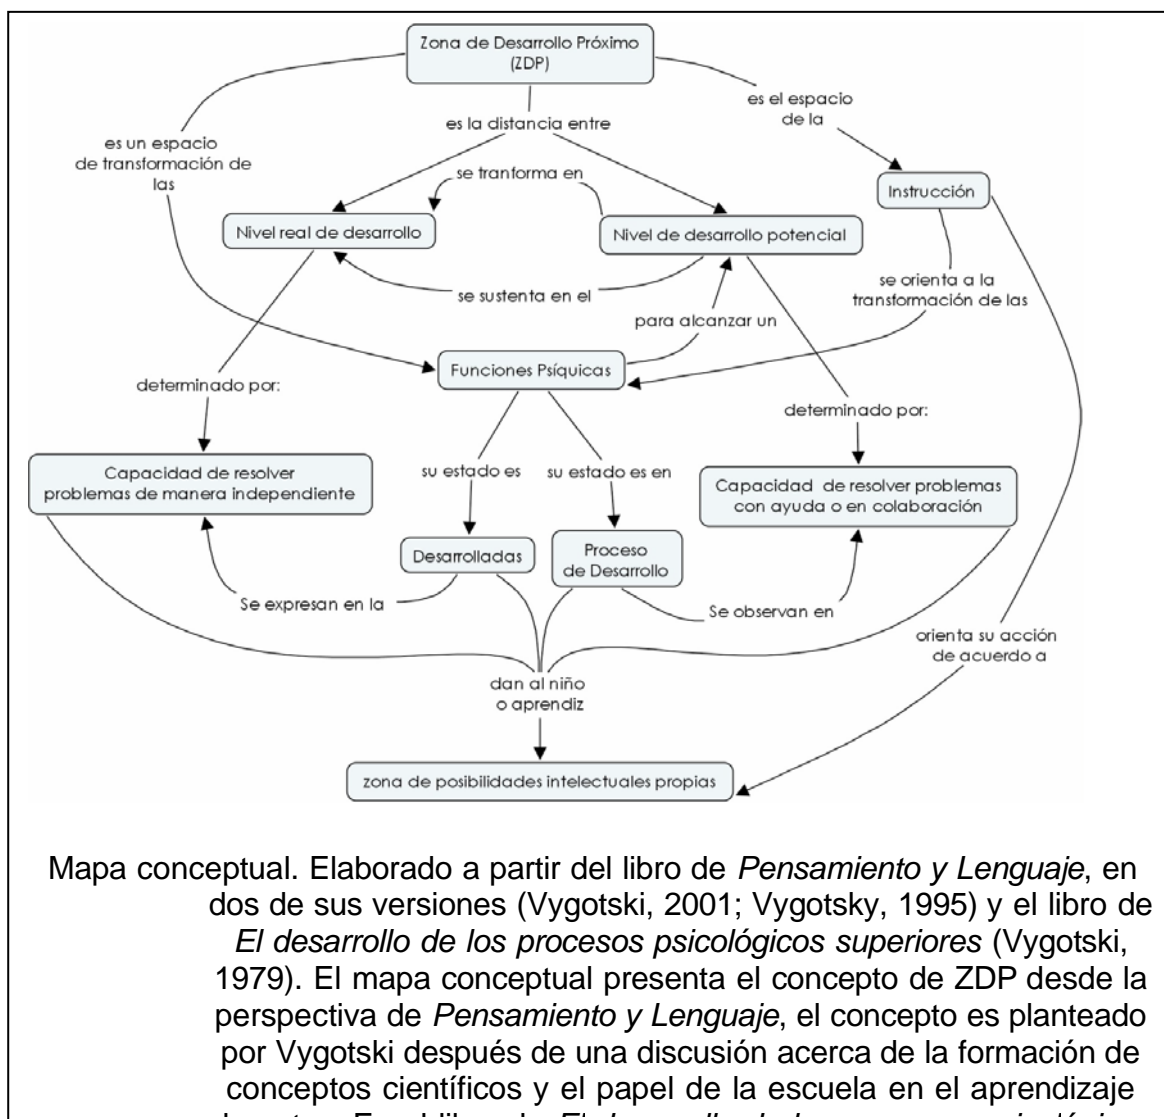 Zona de Desarrollo Próximo
(ZDP)
es el espacio
de la
es la distancia entre
es un espacio
de transformación de
las
se tranforma en
Instrucción
Nivel real de desarrollo
Nivel de desarrollo potencial
se sustenta en el
se orienta a la
transformación de las
para alcanzar un
Funciones Psíquicas
determinado por:
determinado por:
Capacidad de resolver
problemas de manera independiente
su estado es
su estado es en
Capacidad de resolver problemas
con ayuda o en colaboración
Desarrolladas
Proceso
de Desarrollo
Se expresan en la
Se observan en
orienta su acción
de acuerdo a
dan al niño
o aprendiz
zona de posibilidades intelectuales propias
Mapa conceptual. Elaborado a partir del libro de Pensamiento y Lenguaje, en
dos de sus versiones (Vygotski, 2001; Vygotsky, 1995) y el libro de
El desarrollo de los procesos psicológicos superiores (Vygotski,
1979). El mapa conceptual presenta el concepto de ZDP desde la
perspectiva de Pensamiento y Lenguaje, el concepto es planteado
por Vygotski después de una discusión acerca de la formación de
conceptos científicos y el papel de la escuela en el aprendizaje